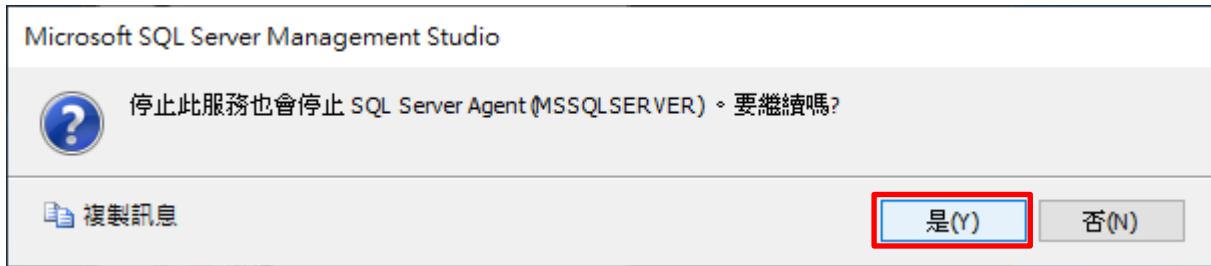 Microsoft SQL Server Management Studio
停止此服務也會停止 SQL Server Agent (MSSQLSERVER) 。要繼續嗎?
複製訊息
是(Y)
否(N)